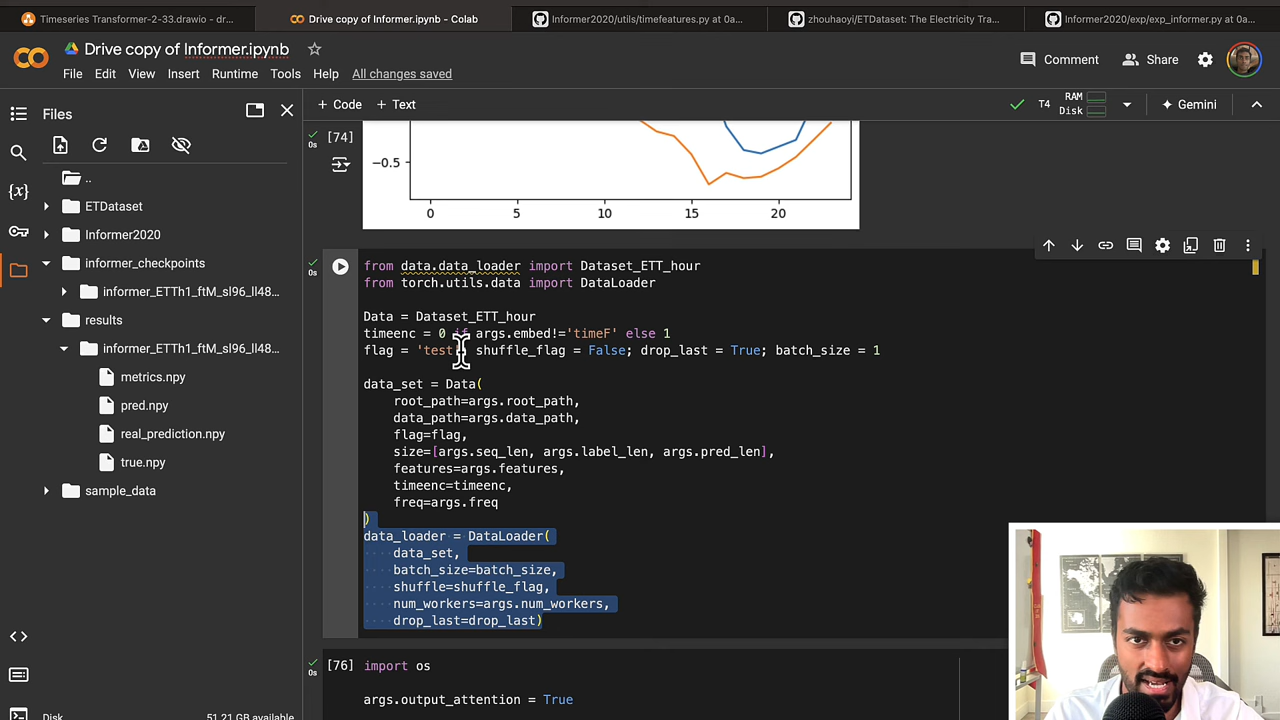 Timeseries Transformer-2-33.drawio - dr...
Drive copy of Informer.ipynb - Colab
Informer2020/utils/timefeatures.py at 0a...
zhouhaoyi/ETDataset: The Electricity Tra...
Informer2020/exp/exp_informer.py at 0a...
Drive copy of Informer.ipynb
File Edit View Insert Runtime Tools Help All changes saved
Comment
Share
Files
+ Code + Text
T4
RAM
Disk
Gemini
..
ETDataset
Informer2020
informer_checkpoints
informer_ETTh1_ftM_sl96_ll48...
results
informer_ETTh1_ftM_sl96_ll48...
metrics.npy
pred.npy
real_prediction.npy
true.npy
sample_data
Disk 51.21 GB available
0s
[74]
−0.5
0 5 10 15 20
0s
from data.data_loader import Dataset_ETT_hour
from torch.utils.data import DataLoader
Data = Dataset_ETT_hour
timeenc = 0 if args.embed!='timeF' else 1
flag = 'test'; shuffle_flag = False; drop_last = True; batch_size = 1
data_set = Data(
root_path=args.root_path,
data_path=args.data_path,
flag=flag,
size=[args.seq_len, args.label_len, args.pred_len],
features=args.features,
timeenc=timeenc,
freq=args.freq
)
data_loader = DataLoader(
data_set,
batch_size=batch_size,
shuffle=shuffle_flag,
num_workers=args.num_workers,
drop_last=drop_last)
0s
[76]
import os
args.output_attention = True